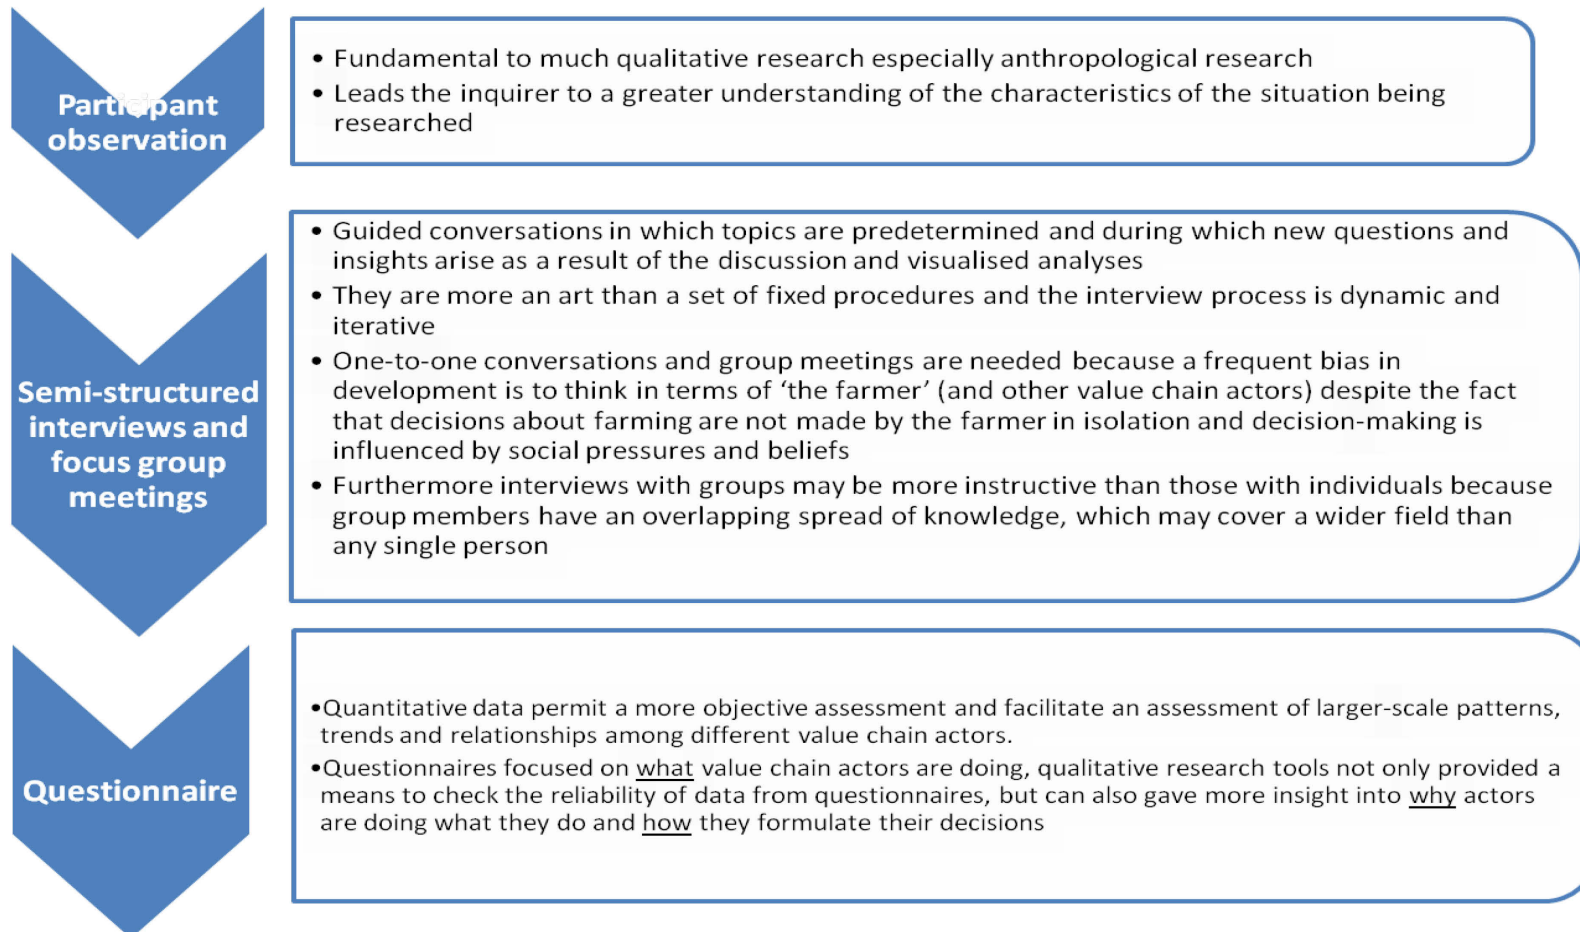 Participant
observation
• Fundamental to much qualitative research especially anthropological research
• Leads the inquirer to a greater understanding of the characteristics of the situation being
researched
Semi-structured
interviews and
focus group
meetings
• Guided conversations in which topics are predetermined and during which new questions and
insights arise as a result of the discussion and visualised analyses
• They are more an art than a set of fixed procedures and the interview process is dynamic and
iterative
• One-to-one conversations and group meetings are needed because a frequent bias in
development is to think in terms of ‘the farmer’ (and other value chain actors) despite the fact
that decisions about farming are not made by the farmer in isolation and decision-making is
influenced by social pressures and beliefs
• Furthermore interviews with groups may be more instructive than those with individuals because
group members have an overlapping spread of knowledge, which may cover a wider field than
any single person
Questionnaire
•Quantitative data permit a more objective assessment and facilitate an assessment of larger-scale patterns,
trends and relationships among different value chain actors.
•Questionnaires focused on what value chain actors are doing, qualitative research tools not only provided a
means to check the reliability of data from questionnaires, but can also gave more insight into why actors
are doing what they do and how they formulate their decisions